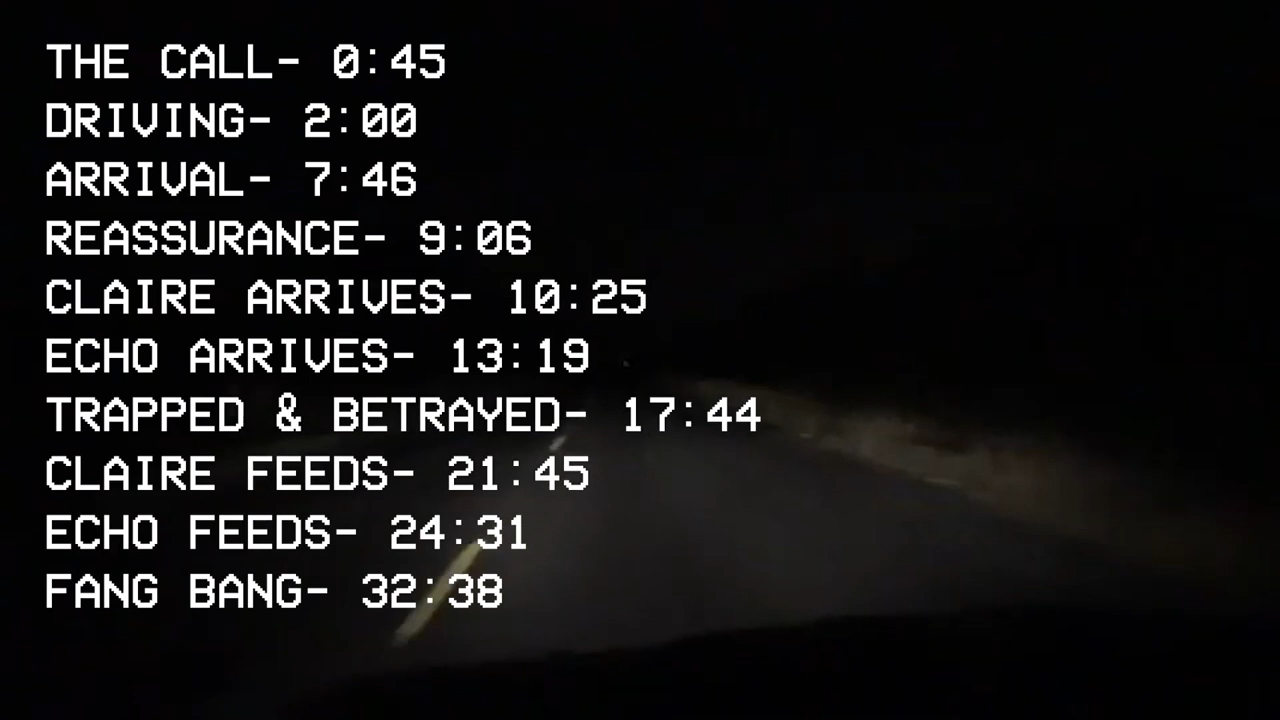 THE CALL- 0:45
DRIVING- 2:00
ARRIVAL- 7:46
REASSURANCE- 9:06
CLAIRE ARRIVES- 10:25
ECHO ARRIVES- 13:19
TRAPPED & BETRAYED- 17:44
CLAIRE FEEDS- 21:45
ECHO FEEDS- 24:31
FANG BANG- 32:38